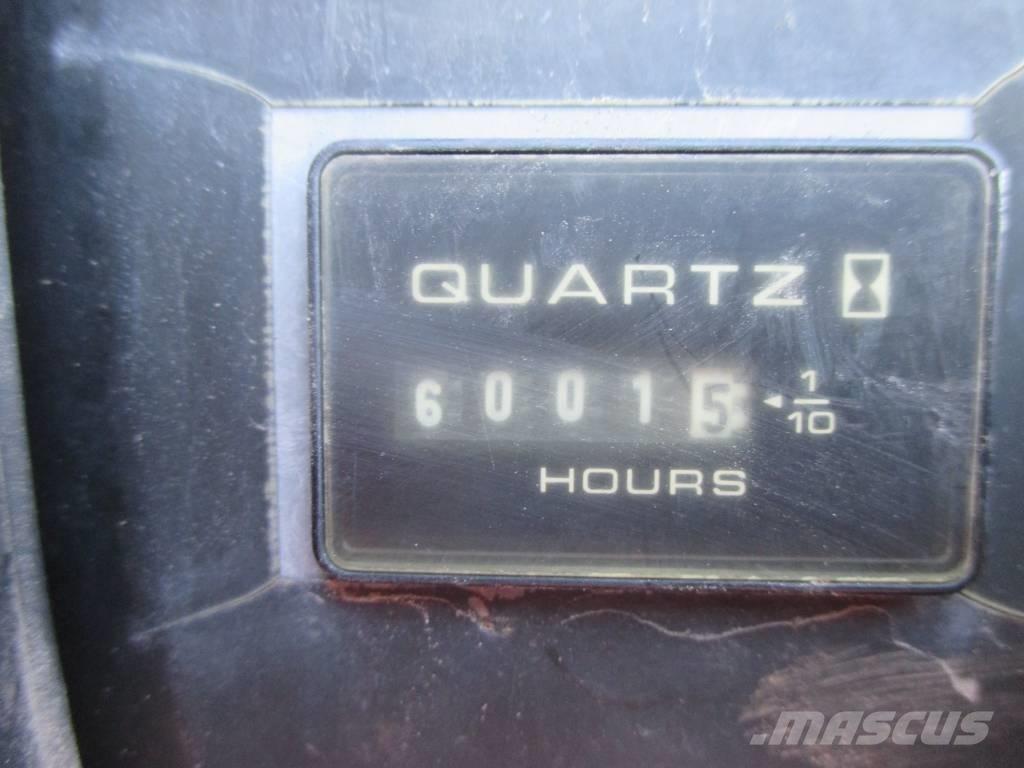 QUARTZ
60015 ◄ 1/10
HOURS
MASCUS